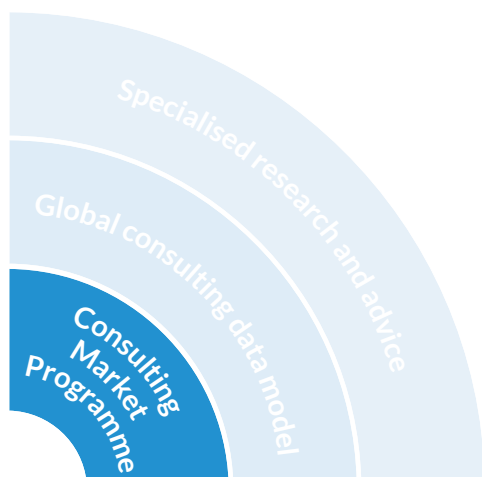 Specialised research and advice
Global consulting data model
Consulting
Market
Programme